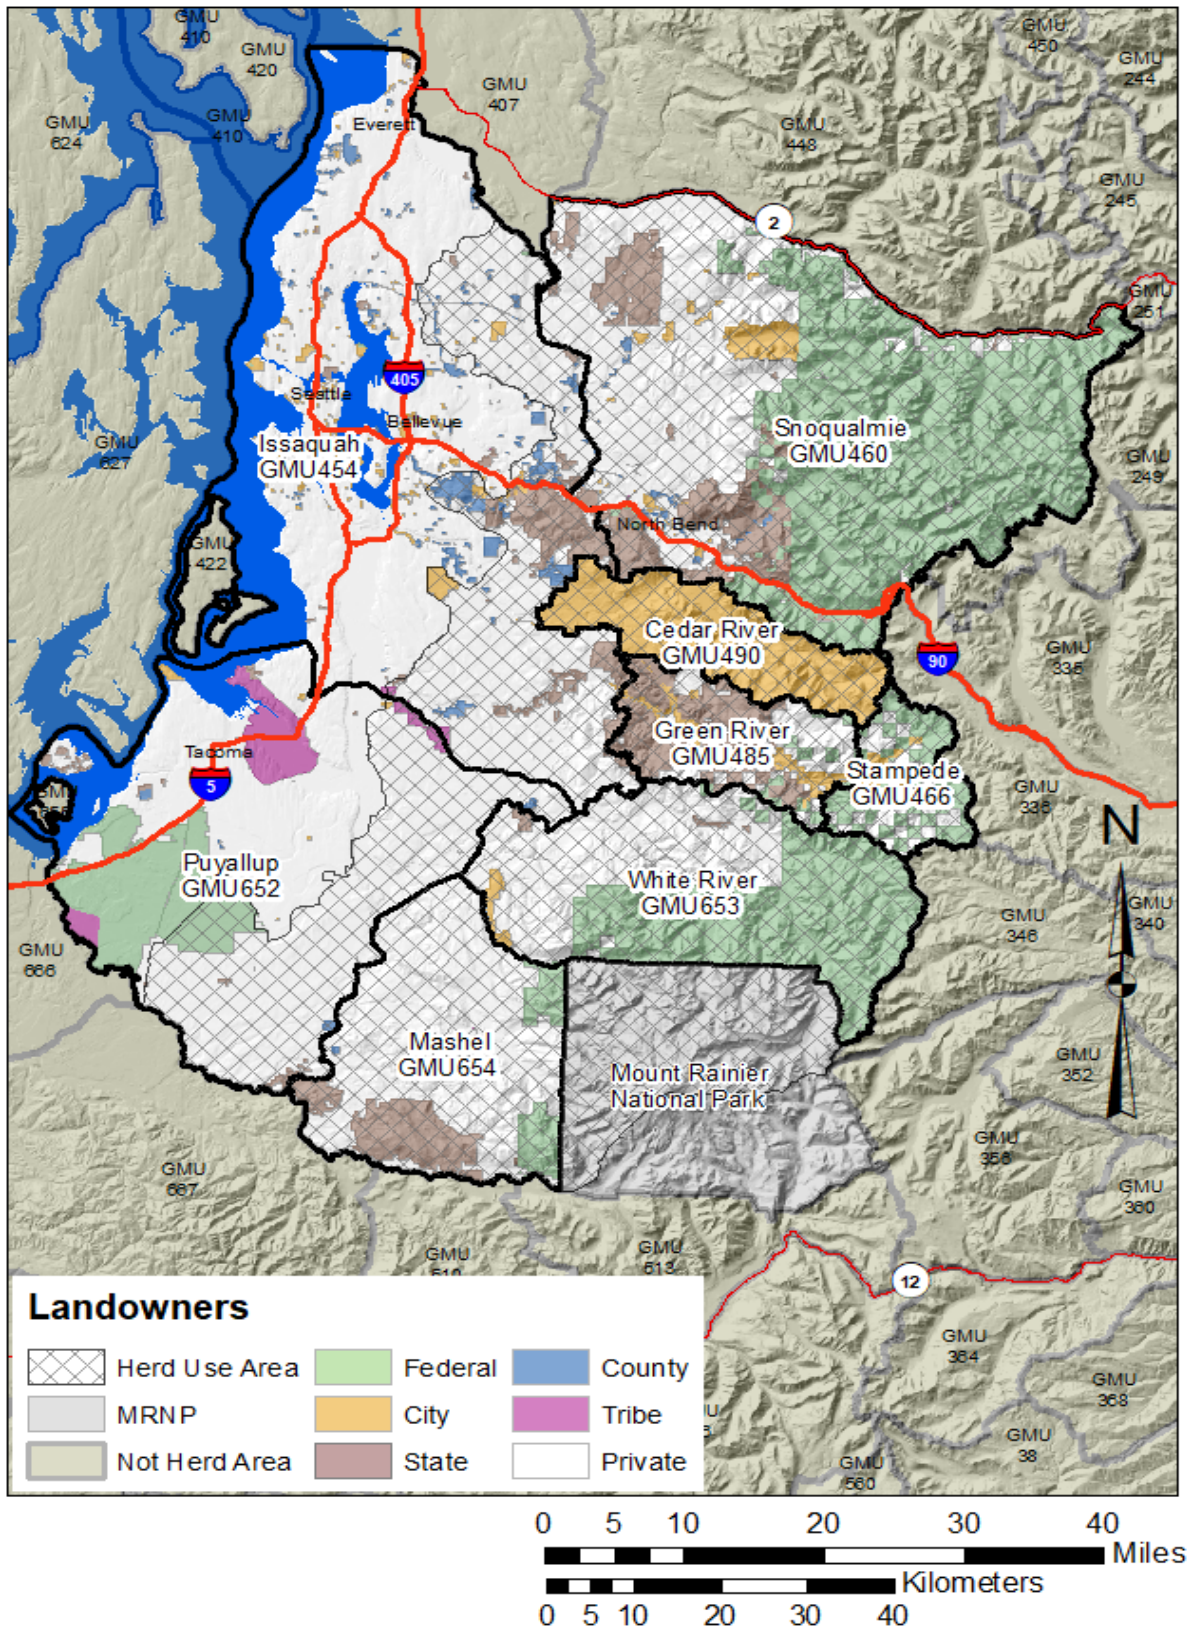 GMU
410
GMU
420
GMU
450
GMU
244
GMU
407
GMU
624
GMU
410
Everett
GMU
448
GMU
245
2
GMU
251
405
Seattle
Bellevue
Issaquah
GMU454
Snoqualmie
GMU460
GMU
627
GMU
249
North Bend
GMU
422
Cedar River
GMU490
90
GMU
335
Green River
GMU485
Stampede
GMU466
Tacoma
5
GMU
336
N
Puyallup
GMU652
White River
GMU653
GMU
346
GMU
340
GMU
666
Mashel
GMU654
Mount Rainier
National Park
GMU
352
GMU
356
GMU
667
GMU
360
GMU
GMU
513
12
GMU
364
GMU
368
GMU
38
GMU
560
Landowners
Herd Use Area
Federal
County
MRNP
City
Tribe
Not Herd Area
State
Private
0 5 10 20 30 40
Miles
Kilometers
0 5 10 20 30 40